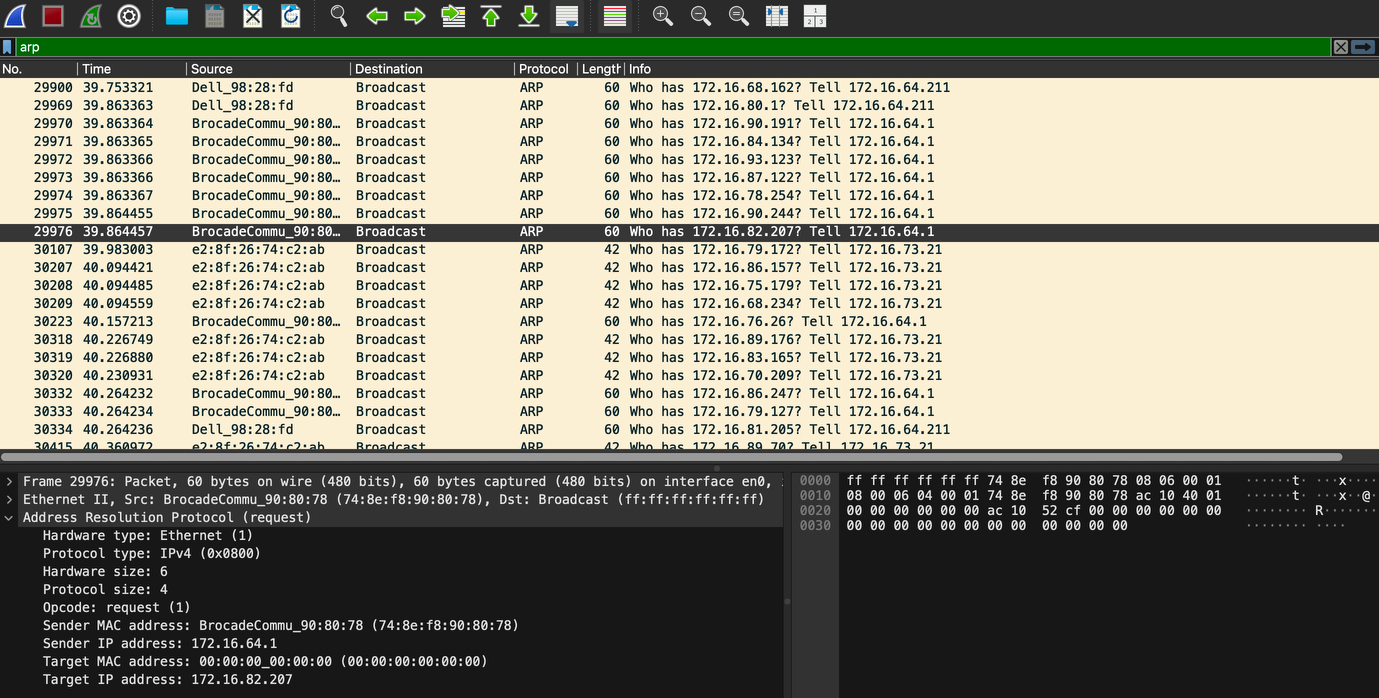 1
2 3
arp
No. Time Source Destination Protocol Length Info
29900 39.753321 Dell_98:28:fd Broadcast ARP 60 Who has 172.16.68.162? Tell 172.16.64.211
29969 39.863363 Dell_98:28:fd Broadcast ARP 60 Who has 172.16.80.1? Tell 172.16.64.211
29970 39.863364 BrocadeCommu_90:80… Broadcast ARP 60 Who has 172.16.90.191? Tell 172.16.64.1
29971 39.863365 BrocadeCommu_90:80… Broadcast ARP 60 Who has 172.16.84.134? Tell 172.16.64.1
29972 39.863366 BrocadeCommu_90:80… Broadcast ARP 60 Who has 172.16.93.123? Tell 172.16.64.1
29973 39.863366 BrocadeCommu_90:80… Broadcast ARP 60 Who has 172.16.87.122? Tell 172.16.64.1
29974 39.863367 BrocadeCommu_90:80… Broadcast ARP 60 Who has 172.16.78.254? Tell 172.16.64.1
29975 39.864455 BrocadeCommu_90:80… Broadcast ARP 60 Who has 172.16.90.244? Tell 172.16.64.1
29976 39.864457 BrocadeCommu_90:80… Broadcast ARP 60 Who has 172.16.82.207? Tell 172.16.64.1
30107 39.983003 e2:8f:26:74:c2:ab Broadcast ARP 42 Who has 172.16.79.172? Tell 172.16.73.21
30207 40.094421 e2:8f:26:74:c2:ab Broadcast ARP 42 Who has 172.16.86.157? Tell 172.16.73.21
30208 40.094485 e2:8f:26:74:c2:ab Broadcast ARP 42 Who has 172.16.75.179? Tell 172.16.73.21
30209 40.094559 e2:8f:26:74:c2:ab Broadcast ARP 42 Who has 172.16.68.234? Tell 172.16.73.21
30223 40.157213 BrocadeCommu_90:80… Broadcast ARP 60 Who has 172.16.76.26? Tell 172.16.64.1
30318 40.226749 e2:8f:26:74:c2:ab Broadcast ARP 42 Who has 172.16.89.176? Tell 172.16.73.21
30319 40.226880 e2:8f:26:74:c2:ab Broadcast ARP 42 Who has 172.16.83.165? Tell 172.16.73.21
30320 40.230931 e2:8f:26:74:c2:ab Broadcast ARP 42 Who has 172.16.70.209? Tell 172.16.73.21
30332 40.264232 BrocadeCommu_90:80… Broadcast ARP 60 Who has 172.16.86.247? Tell 172.16.64.1
30333 40.264234 BrocadeCommu_90:80… Broadcast ARP 60 Who has 172.16.79.127? Tell 172.16.64.1
30334 40.264236 Dell_98:28:fd Broadcast ARP 60 Who has 172.16.81.205? Tell 172.16.64.211
30415 40.360972 e2:8f:26:74:c2:ab Broadcast ARP 42 Who has 172.16.89.70? Tell 172.16.73.21
Frame 29976: Packet, 60 bytes on wire (480 bits), 60 bytes captured (480 bits) on interface en0,
Ethernet II, Src: BrocadeCommu_90:80:78 (74:8e:f8:90:80:78), Dst: Broadcast (ff:ff:ff:ff:ff:ff)
Address Resolution Protocol (request)
Hardware type: Ethernet (1)
Protocol type: IPv4 (0x0800)
Hardware size: 6
Protocol size: 4
Opcode: request (1)
Sender MAC address: BrocadeCommu_90:80:78 (74:8e:f8:90:80:78)
Sender IP address: 172.16.64.1
Target MAC address: 00:00:00_00:00:00 (00:00:00:00:00:00)
Target IP address: 172.16.82.207
0000 ff ff ff ff ff ff 74 8e f8 90 80 78 08 06 00 01 ······t· ···x····
0010 08 00 06 04 00 01 74 8e f8 90 80 78 ac 10 40 01 ······t· ···x··@·
0020 00 00 00 00 00 00 ac 10 52 cf 00 00 00 00 00 00 ········ R·······
0030 00 00 00 00 00 00 00 00 00 00 00 00 ········ ····